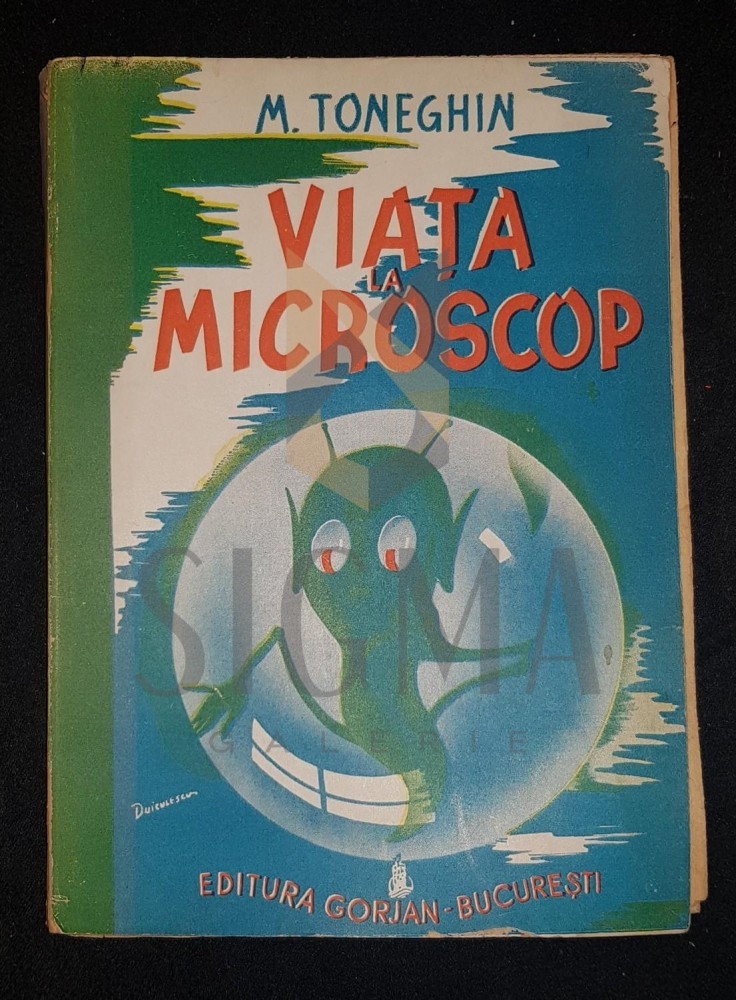 M. TONEGHIN
VIAȚA
LA
MICROSCOP
SIGMA
GALERIE
Duiculescu
EDITURA GORJAN-BUCUREȘTI